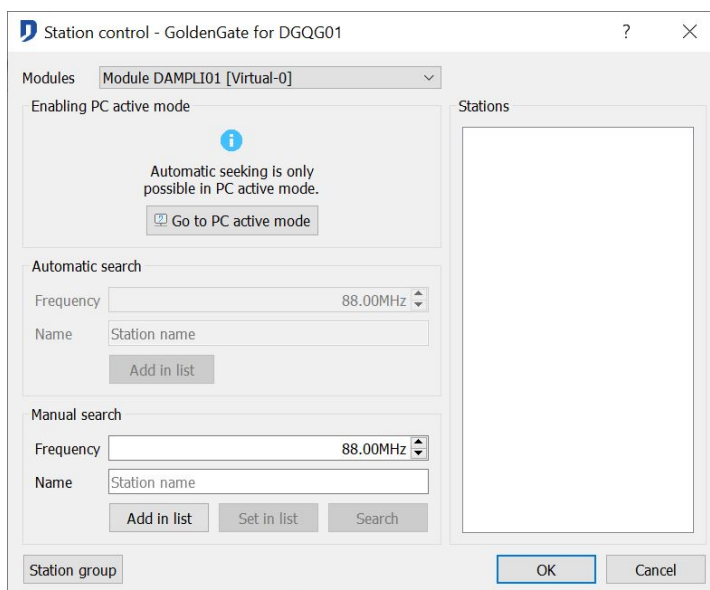 Station control - GoldenGate for DGQG01
?
Modules
Module DAMPLI01 [Virtual-0]
Enabling PC active mode
Automatic seeking is only
possible in PC active mode.
Go to PC active mode
Automatic search
Frequency
88.00MHz
Name
Station name
Add in list
Manual search
Frequency
88.00MHz
Name
Station name
Add in list
Set in list
Search
Stations
Station group
OK
Cancel